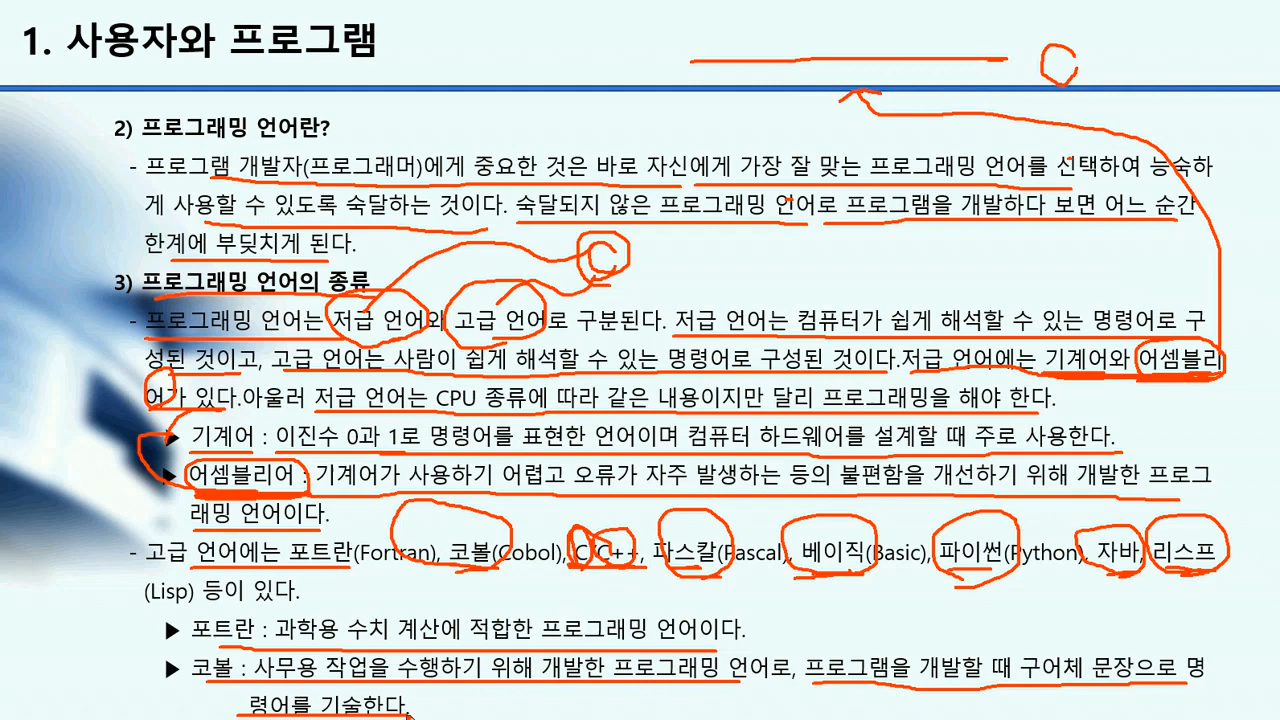 1. 사용자와 프로그램
C
2) 프로그래밍 언어란?
- 프로그램 개발자(프로그래머)에게 중요한 것은 바로 자신에게 가장 잘 맞는 프로그래밍 언어를 선택하여 능숙하
게 사용할 수 있도록 숙달하는 것이다. 숙달되지 않은 프로그래밍 언어로 프로그램을 개발하다 보면 어느 순간
한계에 부딪치게 된다.
C
3) 프로그래밍 언어의 종류
- 프로그래밍 언어는 저급 언어와 고급 언어로 구분된다. 저급 언어는 컴퓨터가 쉽게 해석할 수 있는 명령어로 구
성된 것이고, 고급 언어는 사람이 쉽게 해석할 수 있는 명령어로 구성된 것이다.저급 언어에는 기계어와 어셈블리
어가 있다.아울러 저급 언어는 CPU 종류에 따라 같은 내용이지만 달리 프로그래밍을 해야 한다.
▶ 기계어 : 이진수 0과 1로 명령어를 표현한 언어이며 컴퓨터 하드웨어를 설계할 때 주로 사용한다.
▶ 어셈블리어 : 기계어가 사용하기 어렵고 오류가 자주 발생하는 등의 불편함을 개선하기 위해 개발한 프로그
래밍 언어이다.
- 고급 언어에는 포트란(Fortran), 코볼(Cobol), C/C++, 파스칼(Pascal), 베이직(Basic), 파이썬(Python), 자바, 리스프
(Lisp) 등이 있다.
▶ 포트란 : 과학용 수치 계산에 적합한 프로그래밍 언어이다.
▶ 코볼 : 사무용 작업을 수행하기 위해 개발한 프로그래밍 언어로, 프로그램을 개발할 때 구어체 문장으로 명
령어를 기술한다.